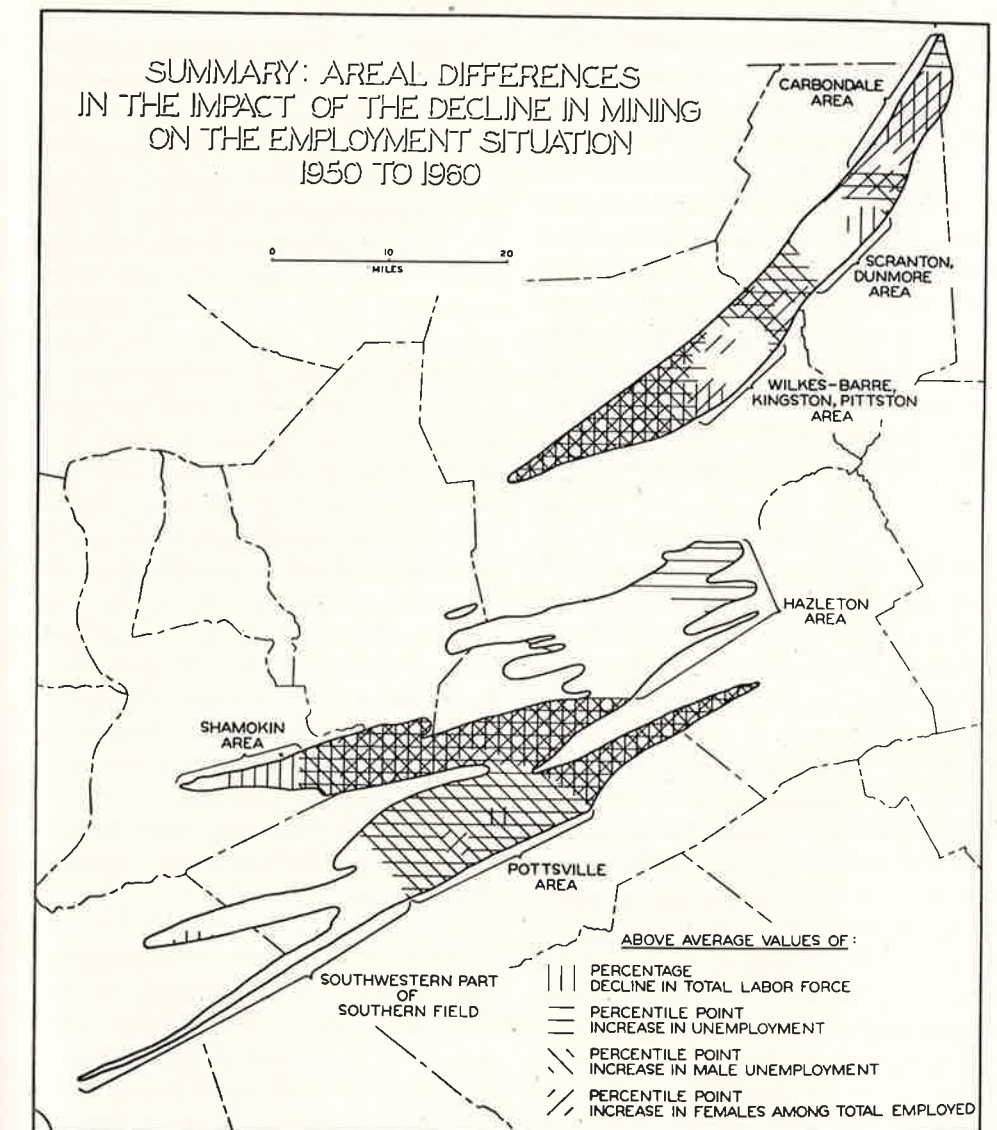 SUMMARY: AREAL DIFFERENCES
IN THE IMPACT OF THE DECLINE IN MINING
ON THE EMPLOYMENT SITUATION
1950 TO 1960
0 10 20
MILES
CARBONDALE
AREA
SCRANTON,
DUNMORE
AREA
WILKES-BARRE,
KINGSTON, PITTSTON
AREA
HAZLETON
AREA
SHAMOKIN
AREA
POTTSVILLE
AREA
SOUTHWESTERN PART
OF
SOUTHERN FIELD
ABOVE AVERAGE VALUES OF:
PERCENTAGE
DECLINE IN TOTAL LABOR FORCE
PERCENTILE POINT
INCREASE IN UNEMPLOYMENT
PERCENTILE POINT
INCREASE IN MALE UNEMPLOYMENT
PERCENTILE POINT
INCREASE IN FEMALES AMONG TOTAL EMPLOYED